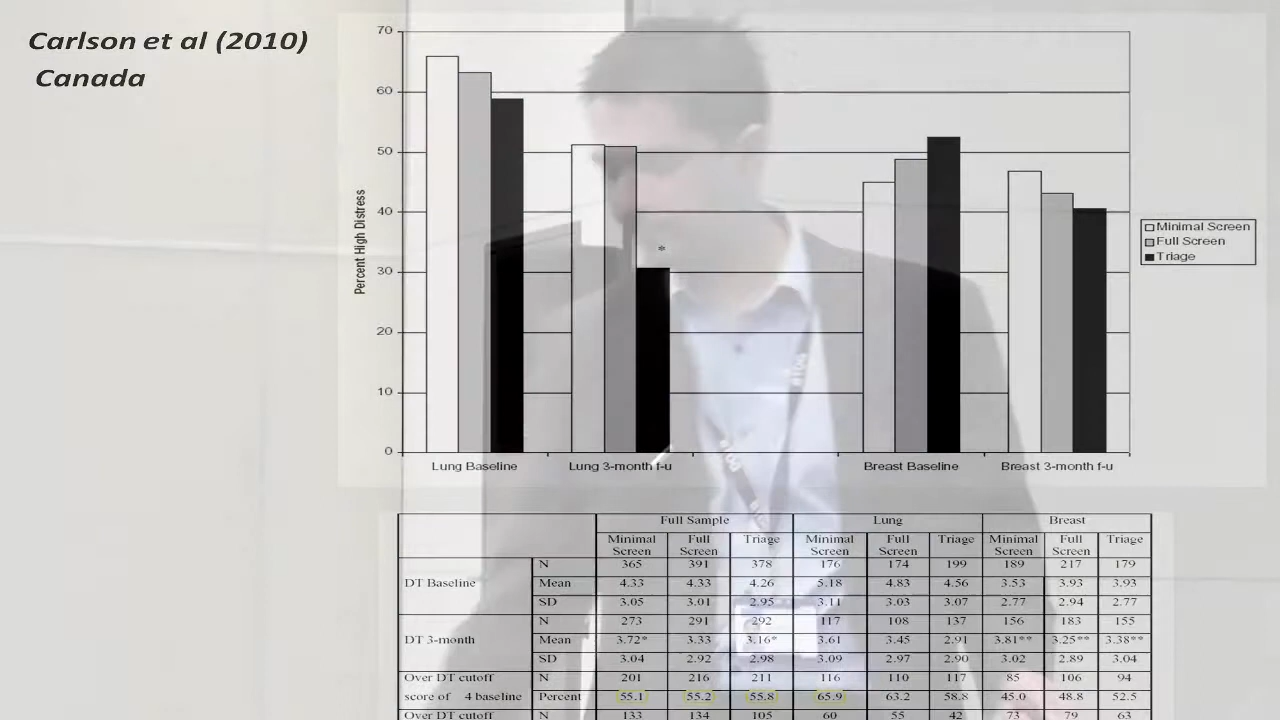 Carlson et al (2010)
Canada
70
60
50
40
30
20
10
0
Percent High Distress
*
Lung Baseline Lung 3-month f-u Breast Baseline Breast 3-month f-u
Minimal Screen
Full Screen
Triage
Full Sample Lung Breast
Minimal Screen Full Screen Triage Minimal Screen Full Screen Triage Minimal Screen Full Screen Triage
DT Baseline N 365 391 378 176 174 199 189 217 179
Mean 4.33 4.33 4.26 5.18 4.83 4.56 3.53 3.93 3.93
SD 3.05 3.01 2.95 3.11 3.03 3.07 2.77 2.94 2.77
DT 3-month N 273 291 292 117 108 137 156 183 155
Mean 3.72* 3.33 3.16* 3.61 3.45 2.91 3.81** 3.25** 3.38**
SD 3.04 2.92 2.98 3.09 2.97 2.90 3.02 2.89 3.04
Over DT cutoff N 201 216 211 116 110 117 85 106 94
score of 4 baseline Percent 55.1 55.2 55.8 65.9 63.2 58.8 45.0 48.8 52.5
Over DT cutoff N 133 134 105 60 55 42 73 79 63